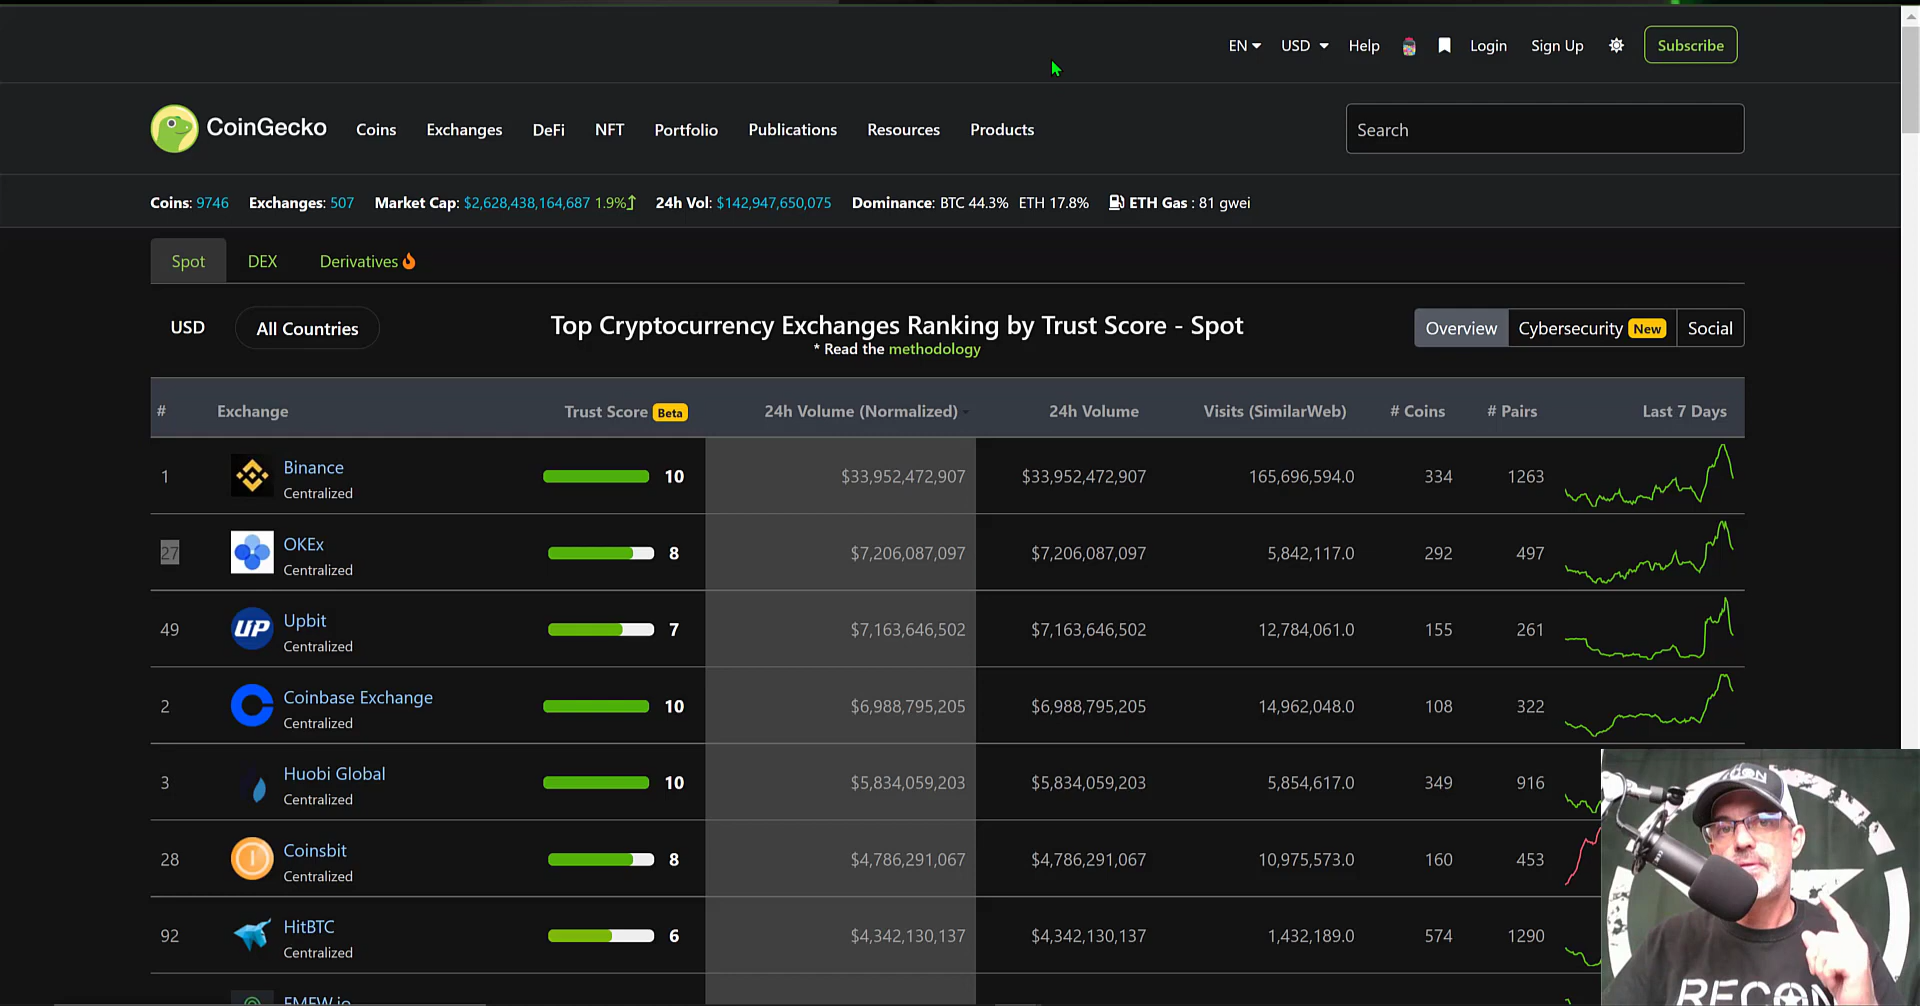 EN USD Help Login Sign Up Subscribe
CoinGecko Coins Exchanges DeFi NFT Portfolio Publications Resources Products Search
Coins: 9746 Exchanges: 507 Market Cap: $2,628,438,164,687 1.9% 24h Vol: $142,947,650,075 Dominance: BTC 44.3% ETH 17.8% ETH Gas : 81 gwei
Spot DEX Derivatives
USD All Countries Top Cryptocurrency Exchanges Ranking by Trust Score - Spot Overview Cybersecurity New Social
* Read the methodology
# Exchange Trust Score Beta 24h Volume (Normalized) 24h Volume Visits (SimilarWeb) # Coins # Pairs Last 7 Days
1 Binance 10 $33,952,472,907 $33,952,472,907 165,696,594.0 334 1263
Centralized
27 OKEx 8 $7,206,087,097 $7,206,087,097 5,842,117.0 292 497
Centralized
49 UP Upbit 7 $7,163,646,502 $7,163,646,502 12,784,061.0 155 261
Centralized
2 Coinbase Exchange 10 $6,988,795,205 $6,988,795,205 14,962,048.0 108 322
Centralized
3 Huobi Global 10 $5,834,059,203 $5,834,059,203 5,854,617.0 349 916
Centralized
28 Coinsbit 8 $4,786,291,067 $4,786,291,067 10,975,573.0 160 453
Centralized
92 HitBTC 6 $4,342,130,137 $4,342,130,137 1,432,189.0 574 1290
Centralized
RECON